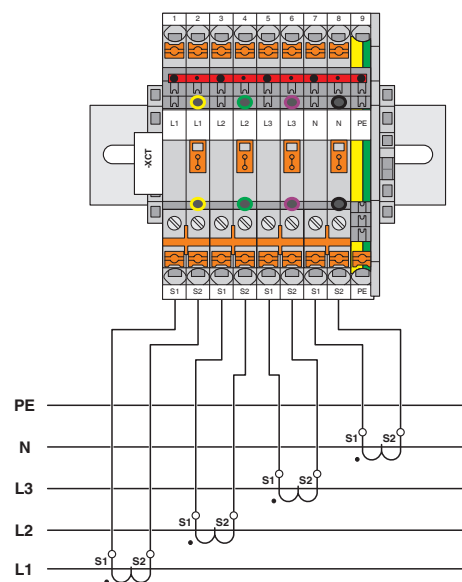 1 2 3 4 5 6 7 8 9
L1 L1 L2 L2 L3 L3 N N PE
-XCT
S1 S2 S1 S2 S1 S2 S1 S2 PE
PE
S1 S2
N
S1 S2
L3
S1 S2
L2
S1 S2
L1